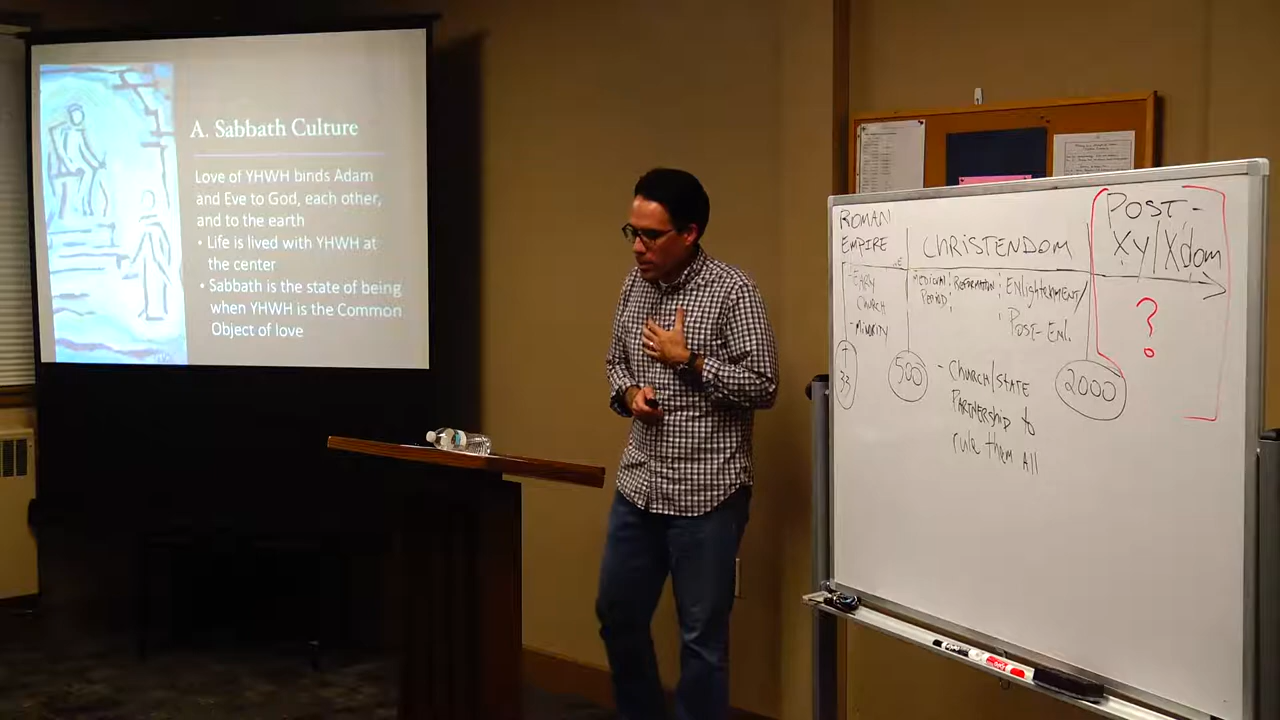 A. Sabbath Culture
Love of YHWH binds Adam
and Eve to God, each other,
and to the earth
• Life is lived with YHWH at
the center
• Sabbath is the state of being
when YHWH is the Common
Object of love
ROMAN
EMPIRE
- EARLY
CHURCH
- MINORITY
33
CHRISTENDOM
MEDIEVAL
PERIOD
REFORMATION
ENLIGHTENMENT/
POST-ENL.
500
- CHURCH/STATE
PARTNERSHIP to
rule them All
2000
POST-
Xy/Xdom
?